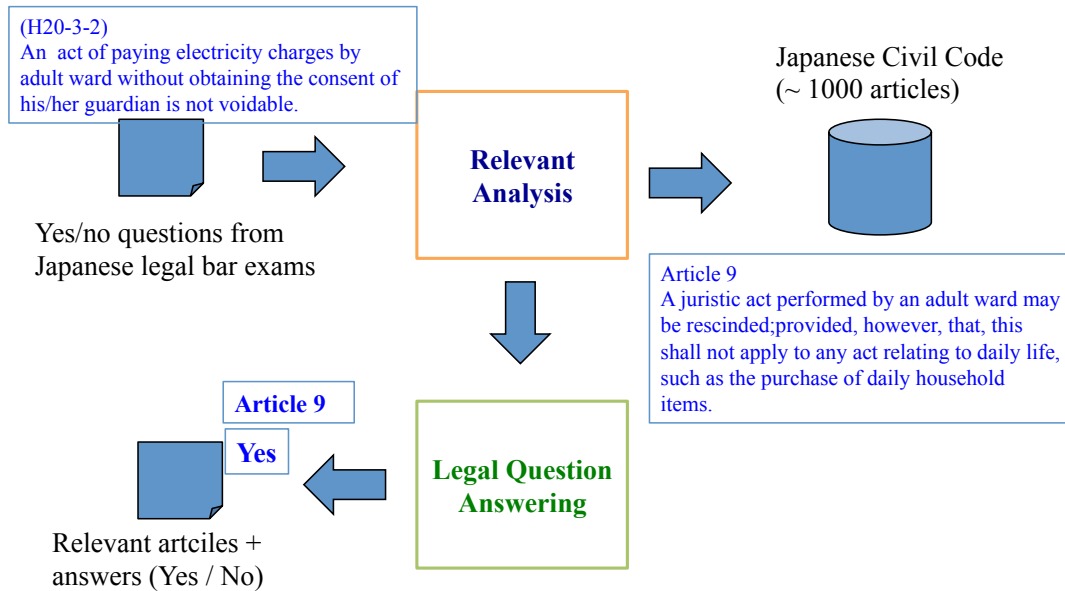 (H20-3-2)
An act of paying electricity charges by
adult ward without obtaining the consent of
his/her guardian is not voidable.
Yes/no questions from
Japanese legal bar exams
Relevant
Analysis
Japanese Civil Code
(~ 1000 articles)
Article 9
A juristic act performed by an adult ward may
be rescinded;provided, however, that, this
shall not apply to any act relating to daily life,
such as the purchase of daily household
items.
Legal Question
Answering
Article 9
Yes
Relevant artciles +
answers (Yes / No)